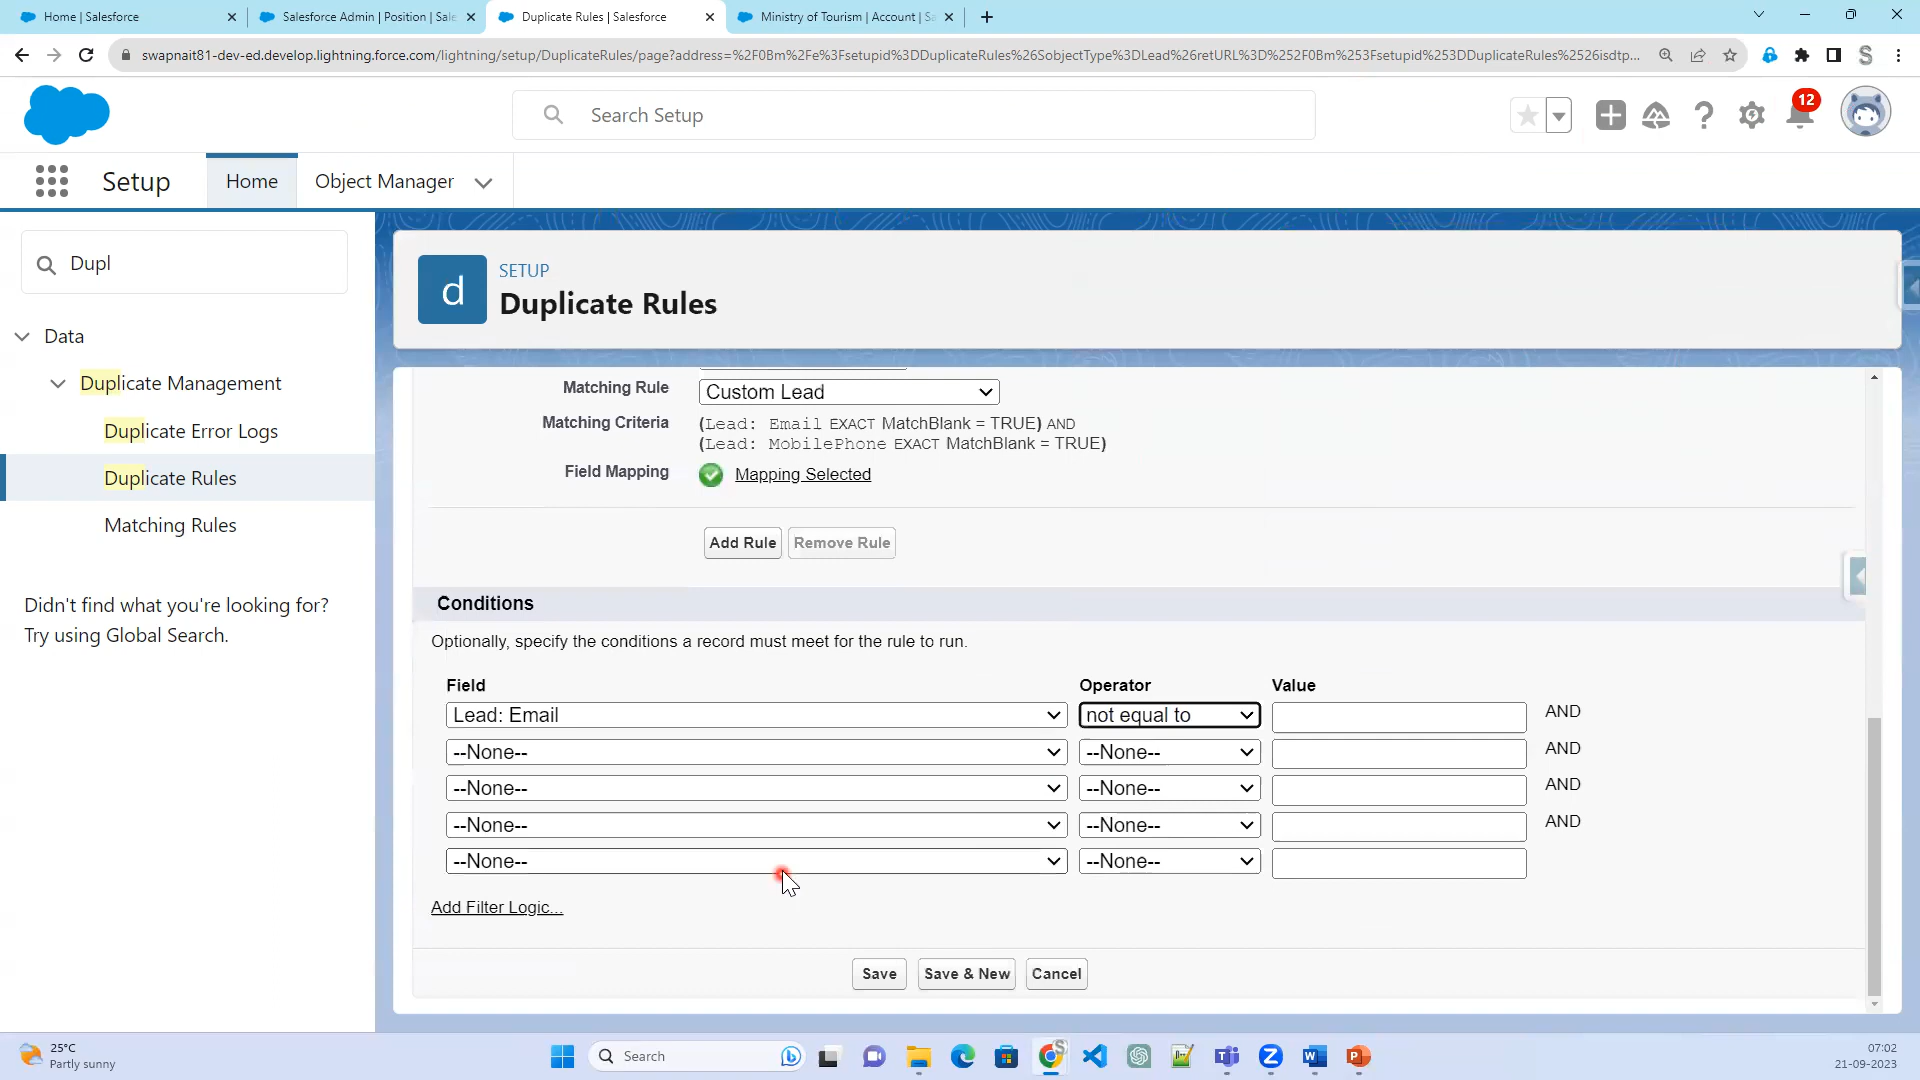 Home | Salesforce
Salesforce Admin | Position | Sale
Duplicate Rules | Salesforce
Ministry of Tourism | Account | Sa
swapnait81-dev-ed.develop.lightning.force.com/lightning/setup/DuplicateRules/page?address=%2F0Bm%2Fe%3Fsetupid%3DDuplicateRules%26SobjectType%3DLead%26retURL%3D%252F0Bm%253Fsetupid%253DDuplicateRules%2526isdtp...
S
Search Setup
12
Setup
Home
Object Manager
Dupl
Data
Duplicate Management
Duplicate Error Logs
Duplicate Rules
Matching Rules
Didn't find what you're looking for?
Try using Global Search.
d
SETUP
Duplicate Rules
Matching Rule
Custom Lead
Matching Criteria
(Lead: Email EXACT MatchBlank = TRUE) AND
(Lead: MobilePhone EXACT MatchBlank = TRUE)
Field Mapping
Mapping Selected
Add Rule
Remove Rule
Conditions
Optionally, specify the conditions a record must meet for the rule to run.
Field Operator Value
Lead: Email not equal to AND
--None-- --None-- AND
--None-- --None-- AND
--None-- --None-- AND
--None-- --None--
Add Filter Logic...
Save
Save & New
Cancel
25°C
Partly sunny
Search
07:02
21-09-2023